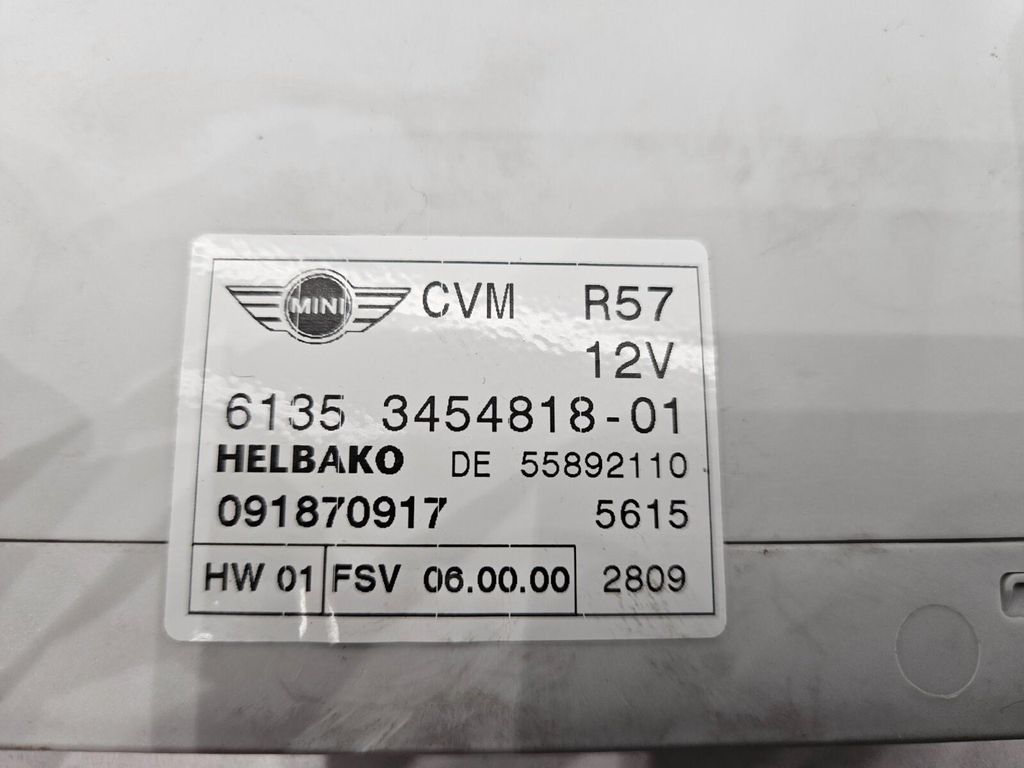 MINI CVM R57
12V
6135 3454818-01
HELBAKO DE 55892110
091870917 5615
HW 01 FSV 06.00.00 2809